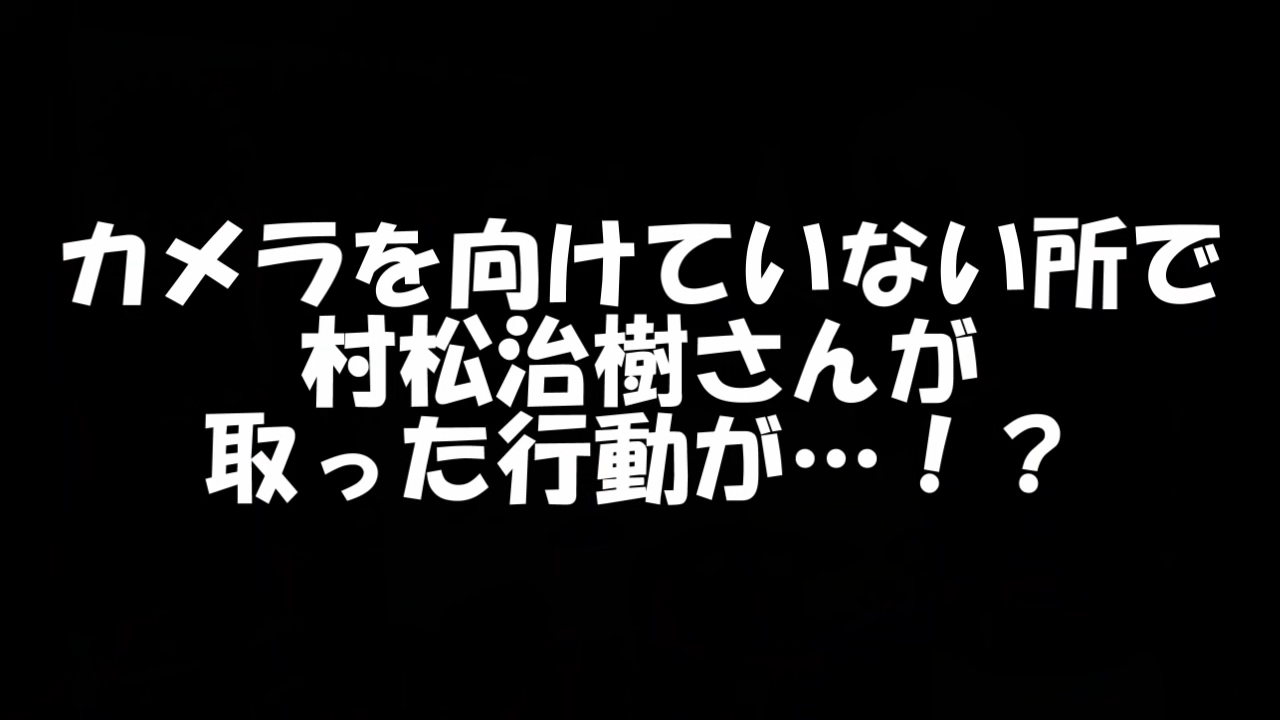 カメラを向けていない所で
村松治樹さんが
取った行動が…！？